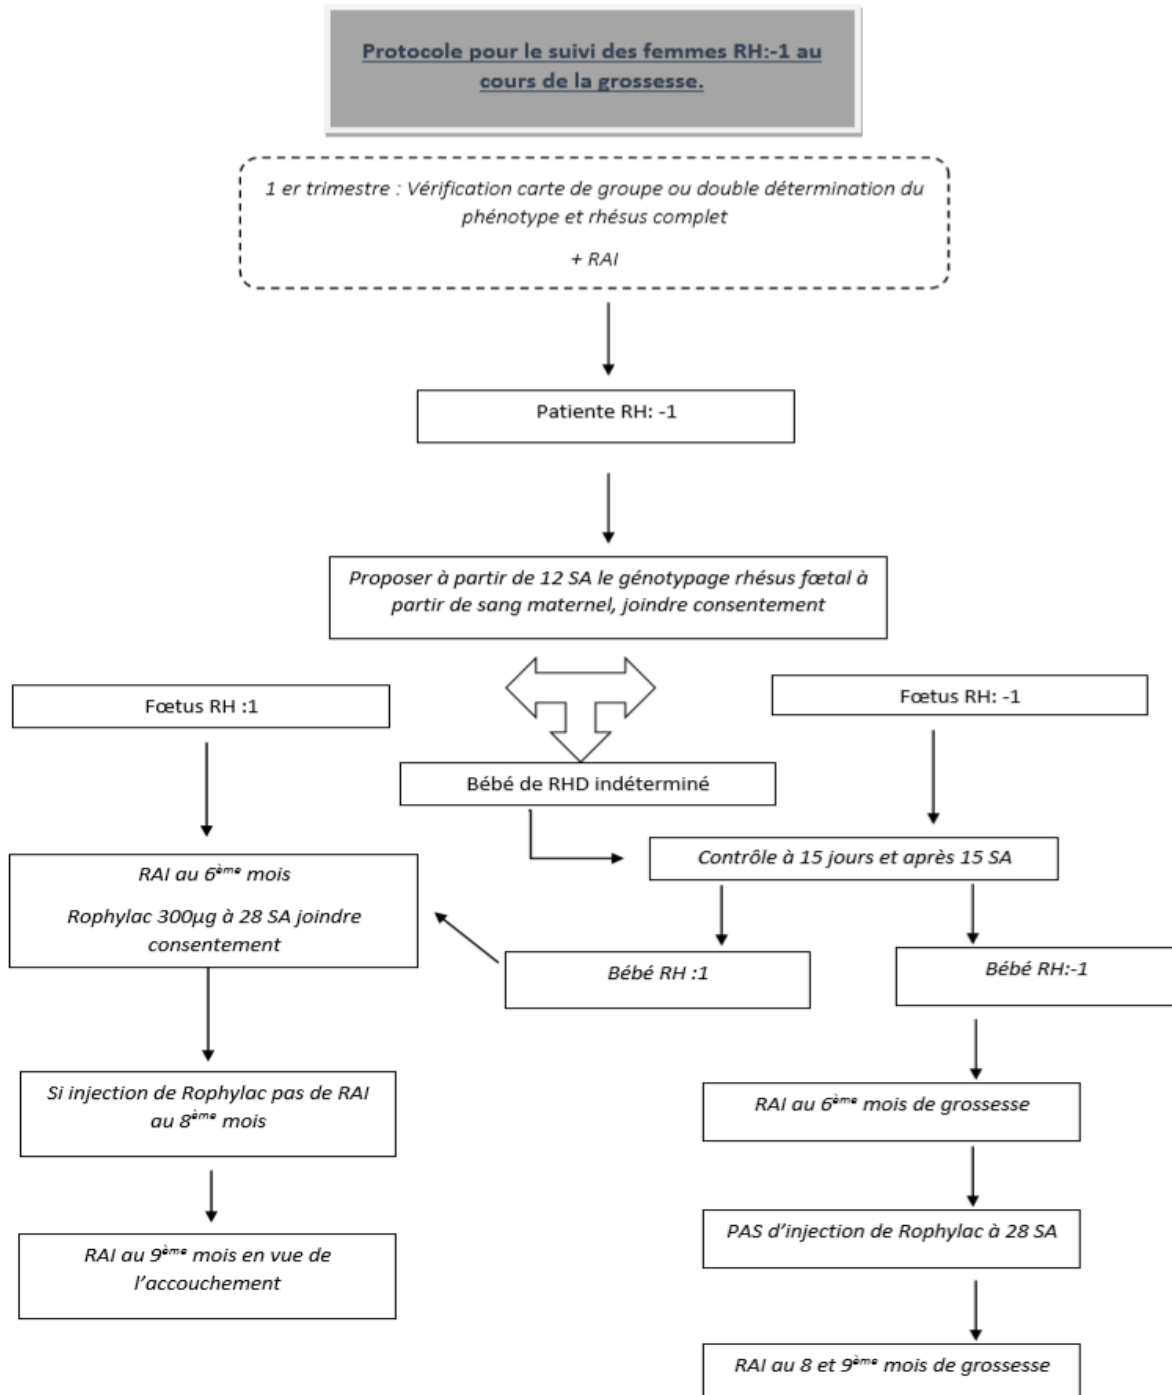 Protocole pour le suivi des femmes RH:-1 au
cours de la grossesse.
1 er trimestre : Vérification carte de groupe ou double détermination du
phénotype et rhésus complet
+ RAI
Patiente RH: -1
Proposer à partir de 12 SA le génotypage rhésus fœtal à
partir de sang maternel, joindre consentement
Fœtus RH :1
Fœtus RH: -1
Bébé de RHD indéterminé
Contrôle à 15 jours et après 15 SA
RAI au 6ème mois
Rophylac 300µg à 28 SA joindre
consentement
Bébé RH :1
Bébé RH:-1
Si injection de Rophylac pas de RAI
au 8ème mois
RAI au 6ème mois de grossesse
PAS d’injection de Rophylac à 28 SA
RAI au 9ème mois en vue de
l’accouchement
RAI au 8 et 9ème mois de grossesse